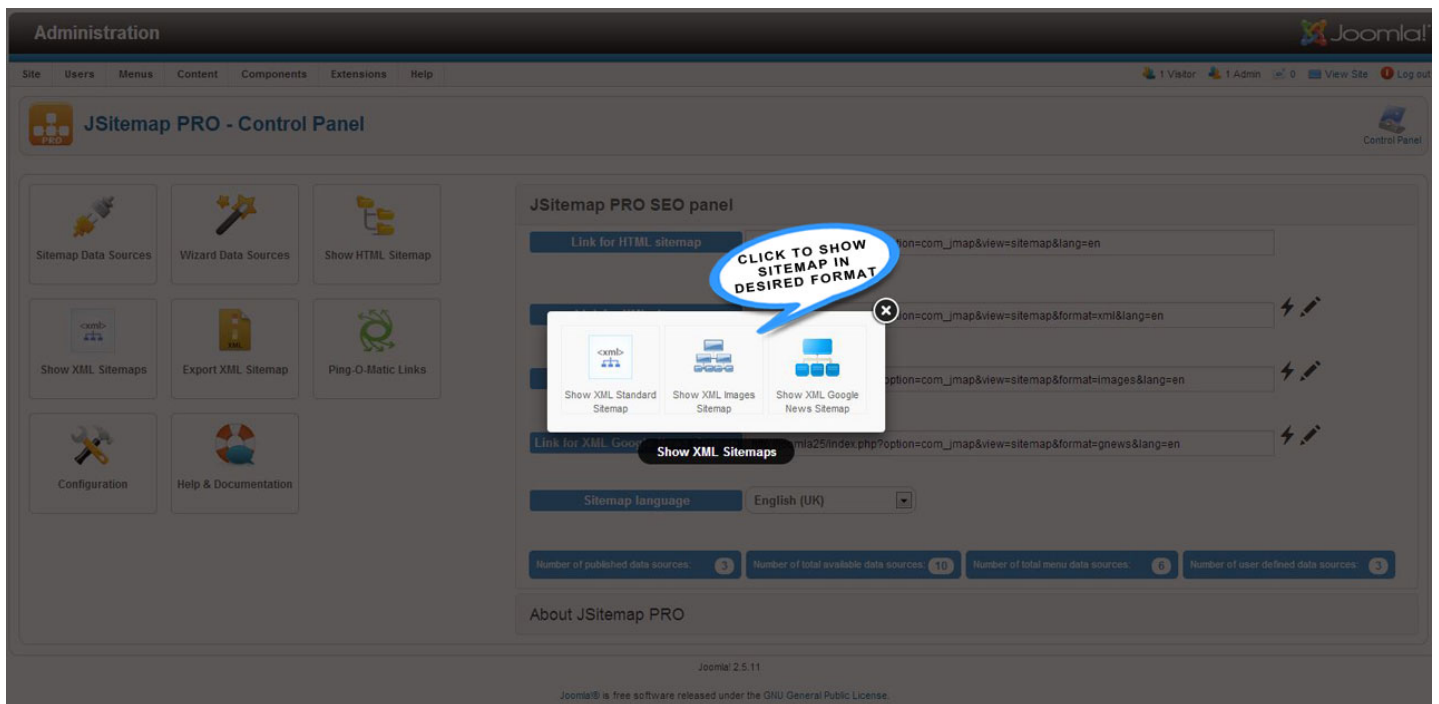 Administration
Joomla!
Site Users Menus Content Components Extensions Help
1 Visitor 1 Admin 0 View Site Log out
PRO
JSitemap PRO - Control Panel
Control Panel
Sitemap Data Sources
Wizard Data Sources
Show HTML Sitemap
<xml>
Show XML Sitemaps
XML
Export XML Sitemap
Ping-O-Matic Links
Configuration
Help & Documentation
JSitemap PRO SEO panel
Link for HTML sitemap
option=com_jmap&view=sitemap&lang=en
CLICK TO SHOW
SITEMAP IN
DESIRED FORMAT
option=com_jmap&view=sitemap&format=xml&lang=en
option=com_jmap&view=sitemap&format=images&lang=en
<xml>
Show XML Standard
Sitemap
Show XML Images
Sitemap
Show XML Google
News Sitemap
Link for XML
/index.php?option=com_jmap&view=sitemap&format=gnews&lang=en
Show XML Sitemaps
Sitemap language
English (UK)
Number of published data sources: 3
Number of total available data sources: 10
Number of total menu data sources: 6
Number of user defined data sources: 3
About JSitemap PRO
Joomla! 2.5.11
Joomla!® is free software released under the GNU General Public License.